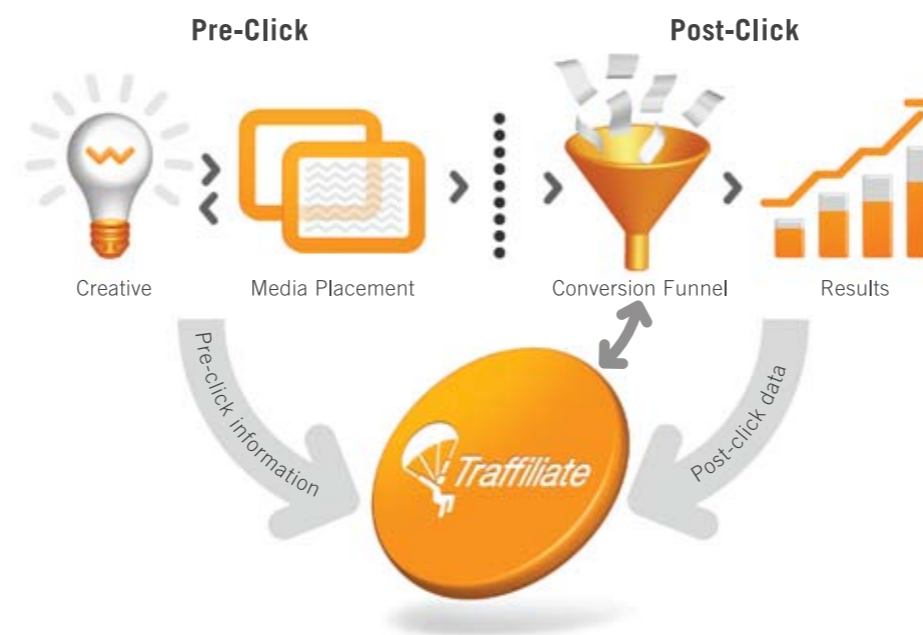 Pre-Click
Post-Click
Creative
Media Placement
Conversion Funnel
Results
Pre-click information
Post-click data
Traffiliate